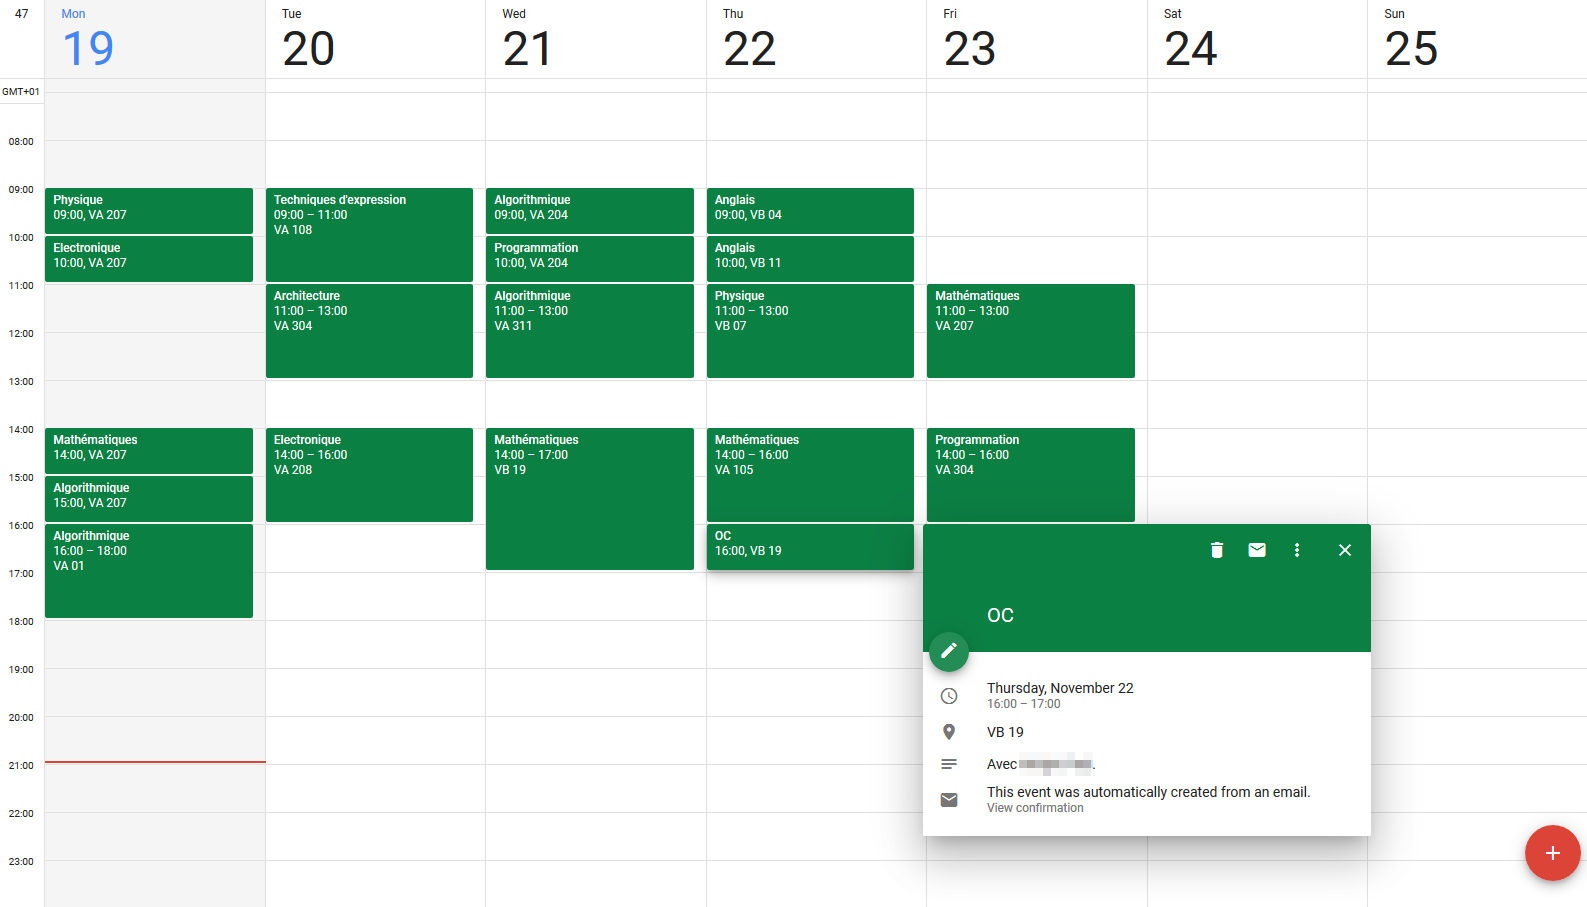 47
Mon
19
Tue
20
Wed
21
Thu
22
Fri
23
Sat
24
Sun
25
GMT+01
08:00
09:00
10:00
11:00
12:00
13:00
14:00
15:00
16:00
17:00
18:00
19:00
20:00
21:00
22:00
23:00
Physique
09:00, VA 207
Electronique
10:00, VA 207
Mathématiques
14:00, VA 207
Algorithmique
15:00, VA 207
Algorithmique
16:00 – 18:00
VA 01
Techniques d'expression
09:00 – 11:00
VA 108
Architecture
11:00 – 13:00
VA 304
Electronique
14:00 – 16:00
VA 208
Algorithmique
09:00, VA 204
Programmation
10:00, VA 204
Algorithmique
11:00 – 13:00
VA 311
Mathématiques
14:00 – 17:00
VB 19
Anglais
09:00, VB 04
Anglais
10:00, VB 11
Physique
11:00 – 13:00
VB 07
Mathématiques
14:00 – 16:00
VA 105
OC
16:00, VB 19
Mathématiques
11:00 – 13:00
VA 207
Programmation
14:00 – 16:00
VA 304
OC
Thursday, November 22
16:00 – 17:00
VB 19
Avec .
This event was automatically created from an email.
View confirmation